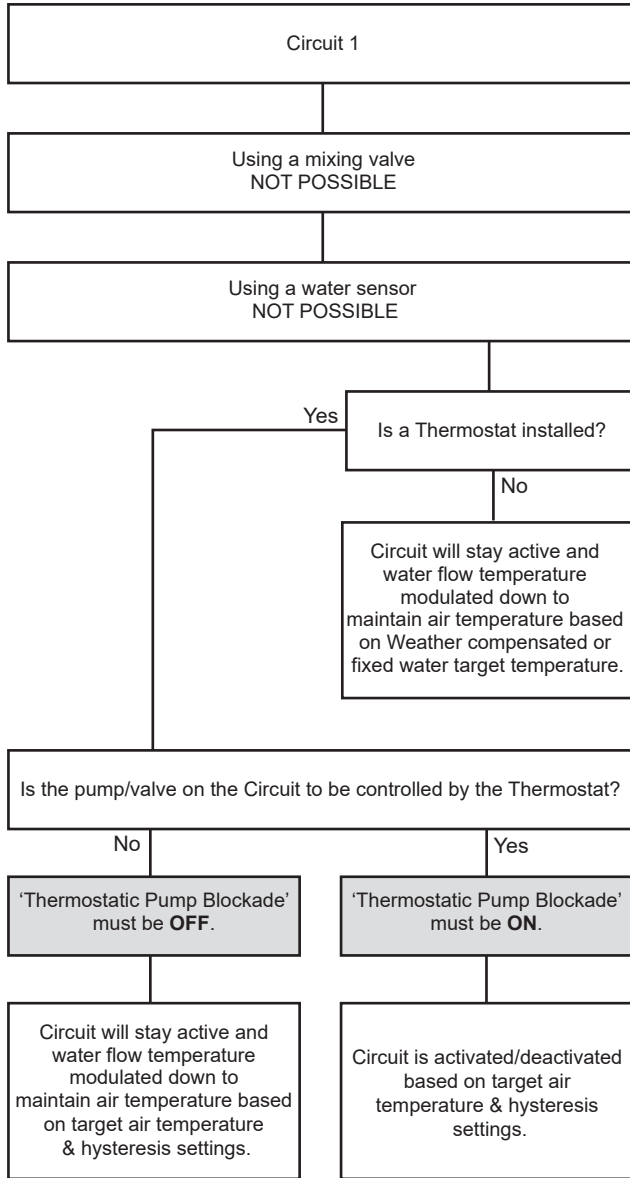 Circuit 1
Using a mixing valve
NOT POSSIBLE
Using a water sensor
NOT POSSIBLE
Yes
Is a Thermostat installed?
No
Circuit will stay active and
water flow temperature
modulated down to
maintain air temperature based
on Weather compensated or
fixed water target temperature.
Is the pump/valve on the Circuit to be controlled by the Thermostat?
No
Yes
‘Thermostatic Pump Blockade’
must be OFF.
‘Thermostatic Pump Blockade’
must be ON.
Circuit will stay active and
water flow temperature
modulated down to
maintain air temperature based
on target air temperature
& hysteresis settings.
Circuit is activated/deactivated
based on target air
temperature & hysteresis
settings.